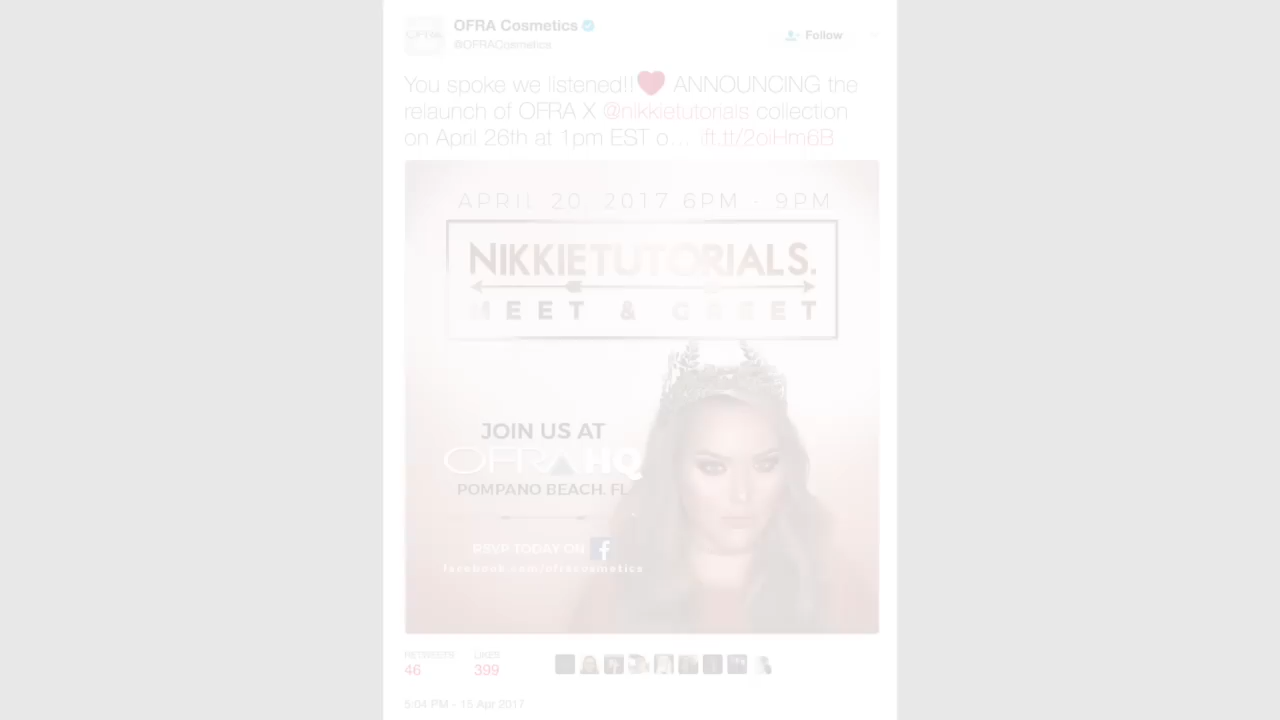 OFRA Cosmetics
@OFRACosmetics
Follow
You spoke we listened!!❤ ANNOUNCING the
relaunch of OFRA X @nikkietutorials collection
on April 26th at 1pm EST o… ift.tt/2oiHm6B
APRIL 20, 2017 6PM - 9PM
NIKKIETUTORIALS.
MEET & GREET
JOIN US AT
OFRA HQ
POMPANO BEACH, FL
RSVP TODAY ON f
facebook.com/ofracosmetics
RETWEETS LIKES
46 399
5:04 PM - 15 Apr 2017